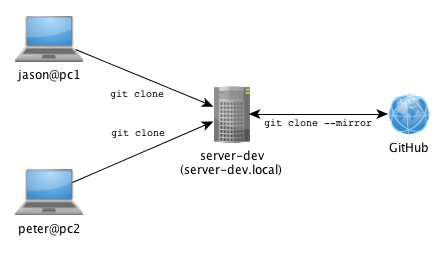 jason@pc1
git clone
git clone
git clone --mirror
server-dev
(server-dev.local)
GitHub
peter@pc2